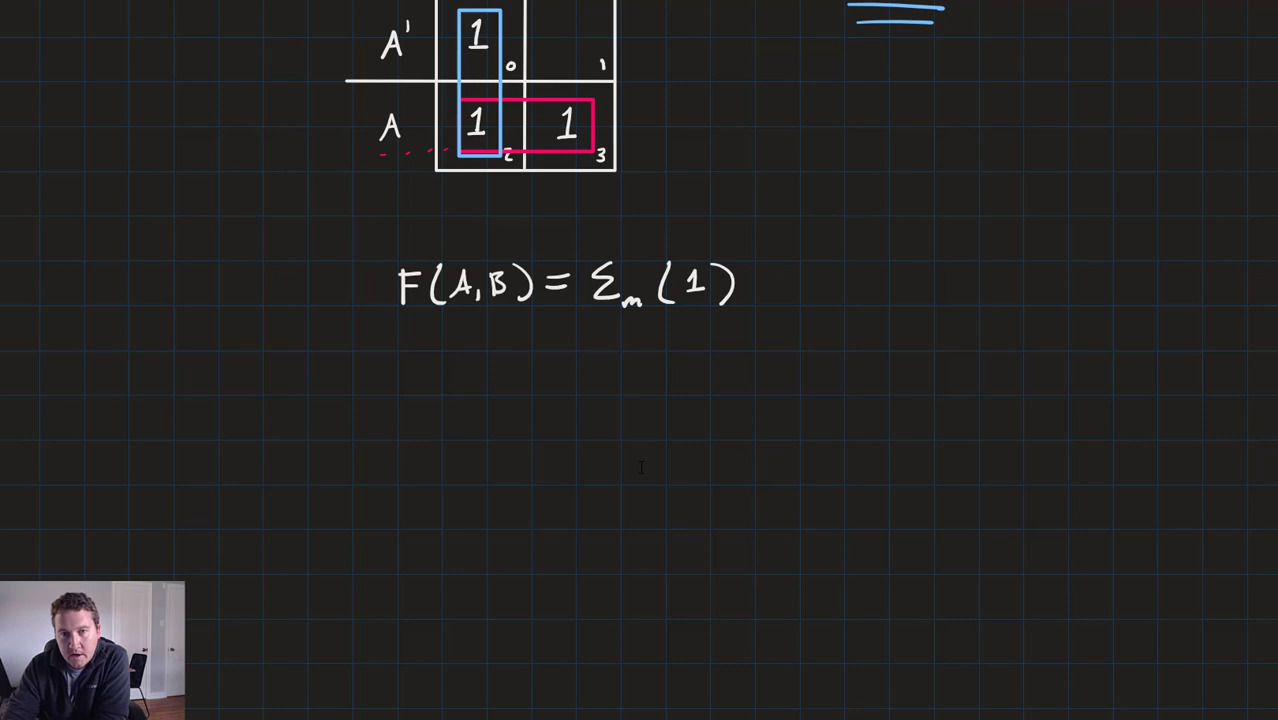 A' 1
0 1
A 1 1
2 3
F(A,B) = Σm (1)